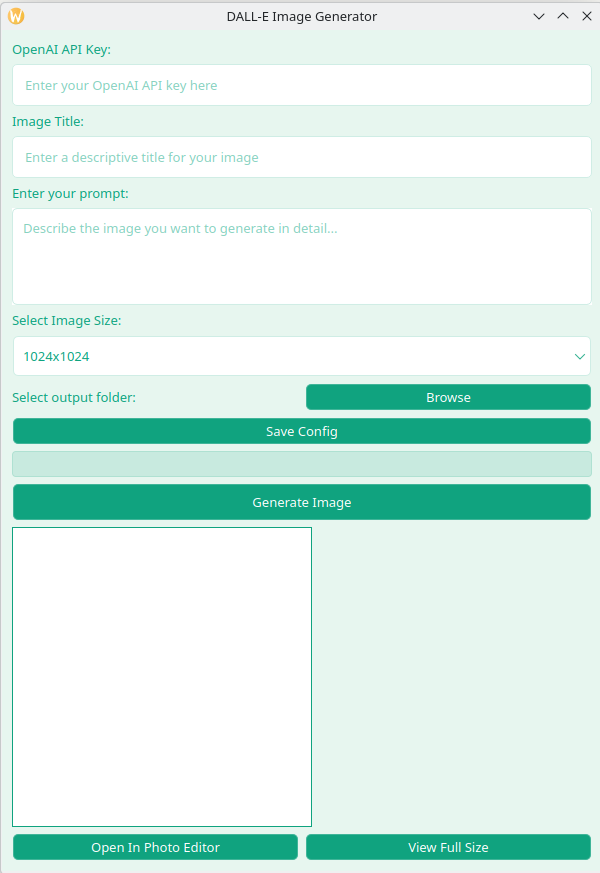 W
DALL-E Image Generator
OpenAI API Key:
Enter your OpenAI API key here
Image Title:
Enter a descriptive title for your image
Enter your prompt:
Describe the image you want to generate in detail...
Select Image Size:
1024x1024
Select output folder: Browse
Save Config
Generate Image
Open In Photo Editor View Full Size